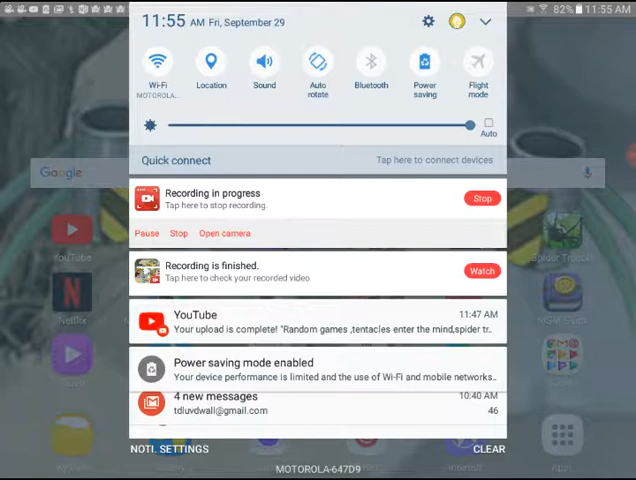 82% 11:55 AM
11:55 AM Fri, September 29
Wi-Fi
MOTOROLA...
Location
Sound
Auto
rotate
Bluetooth
Power
saving
Flight
mode
Auto
Quick connect
Tap here to connect devices
Google
Recording in progress
Tap here to stop recording.
Stop
Pause Stop Open camera
Recording is finished.
Tap here to check your recorded video
Watch
YouTube 11:47 AM
Your upload is complete! "Random games ,tentacles enter the mind,spider tr..
Power saving mode enabled
Your device performance is limited and the use of Wi-Fi and mobile networks..
4 new messages 10:40 AM
tdluvdwall@gmail.com 46
YouTube
Netflix
NOTI. SETTINGS CLEAR
MOTOROLA-647D9
Apps